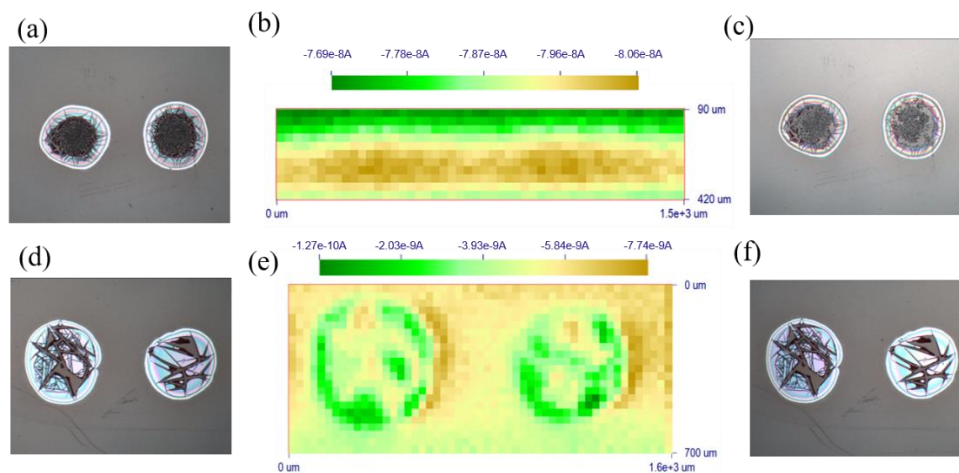 (a)
(b)
-7.69e-8A -7.78e-8A -7.87e-8A -7.96e-8A -8.06e-8A
90 um
420 um
0 um 1.5e+3 um
(c)
(d)
(e)
-1.27e-10A -2.03e-9A -3.93e-9A -5.84e-9A -7.74e-9A
0 um
700 um
0 um 1.6e+3 um
(f)